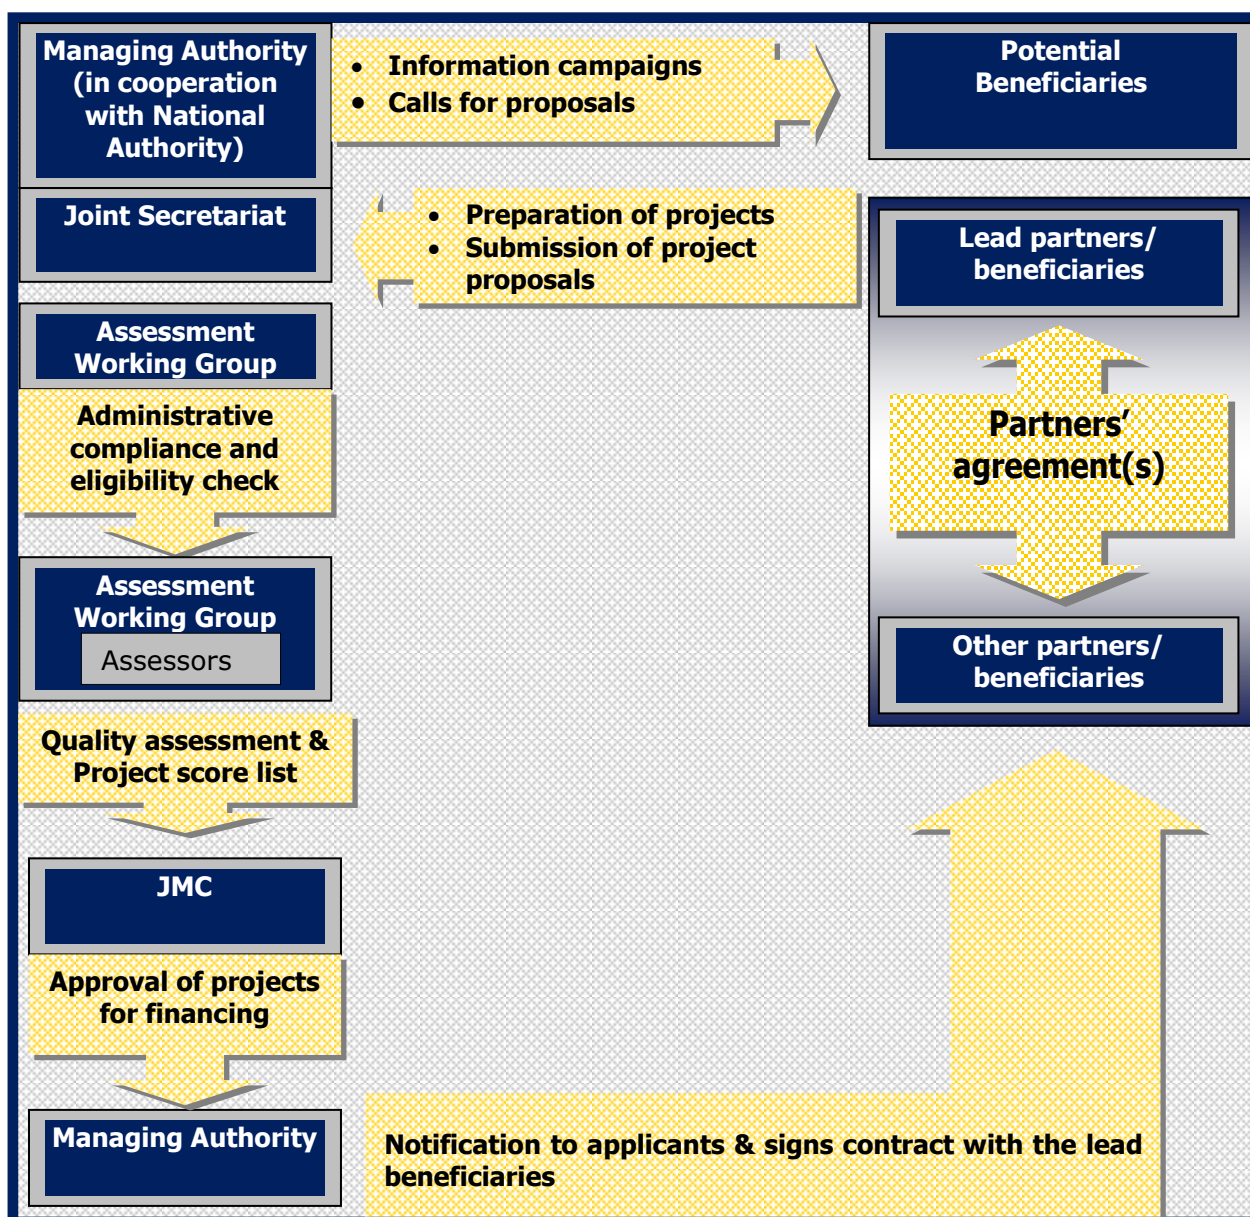 Managing Authority
(in cooperation
with National
Authority)
• Information campaigns
• Calls for proposals
Potential
Beneficiaries
Joint Secretariat
• Preparation of projects
• Submission of project
proposals
Lead partners/
beneficiaries
Assessment
Working Group
Administrative
compliance and
eligibility check
Partners’
agreement(s)
Assessment
Working Group
Assessors
Other partners/
beneficiaries
Quality assessment &
Project score list
JMC
Approval of projects
for financing
Managing Authority
Notification to applicants & signs contract with the lead
beneficiaries